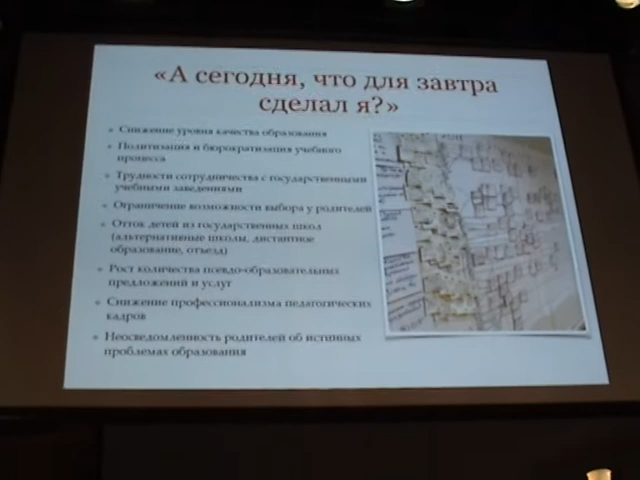 «А сегодня, что для завтра
сделал я?»
Снижение уровня качества образования
Политизация и бюрократизация учебного
процесса
Трудности сотрудничества с государственными
учебными заведениями
Ограничение возможности выбора у родителей
Отток детей из государственных школ
(альтернативные школы, дистантное
образование, отъезд)
Рост количества псевдо-образовательных
предложений и услуг
Снижение профессионализма педагогических
кадров
Неосведомленность родителей об истинных
проблемах образования